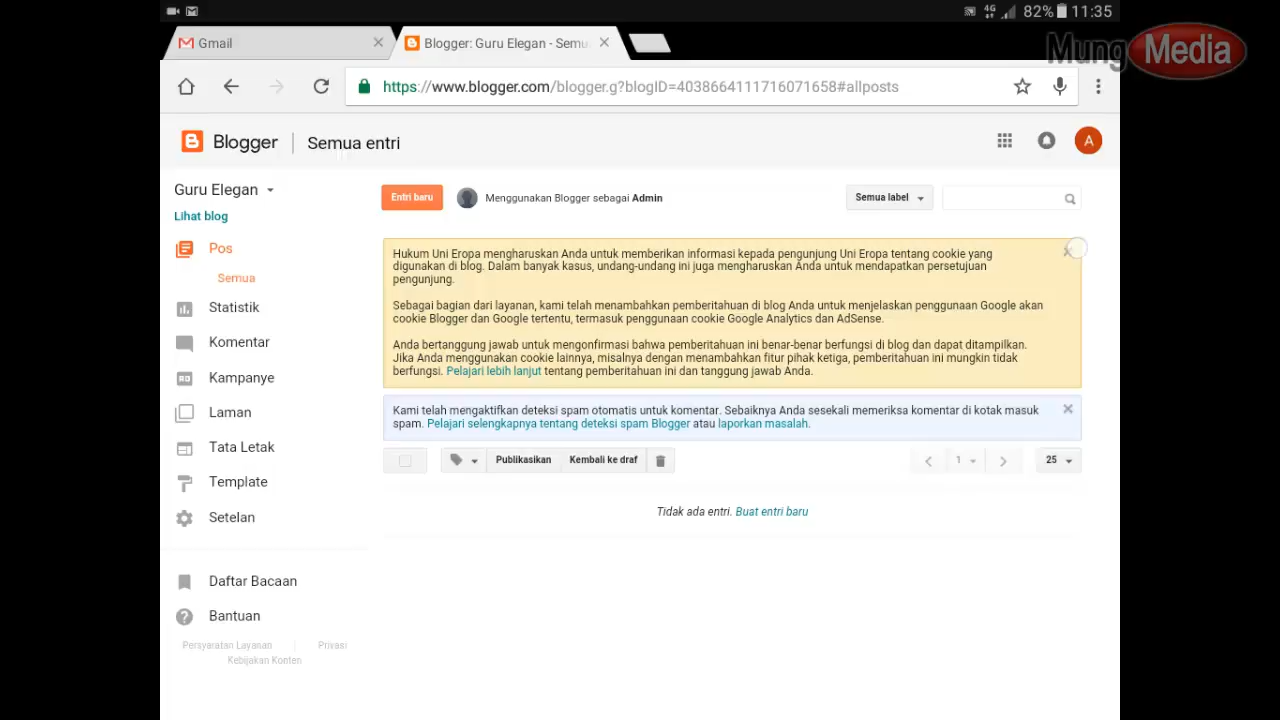 4G 82% 11:35
Gmail
Blogger: Guru Elegan - Semu
Mung Media
https://www.blogger.com/blogger.g?blogID=4038664111716071658#allposts
Blogger
Semua entri
A
Guru Elegan
Lihat blog
Entri baru
Menggunakan Blogger sebagai Admin
Semua label
Pos
Semua
Statistik
Komentar
Kampanye
Laman
Tata Letak
Template
Setelan
Daftar Bacaan
Bantuan
Persyaratan Layanan
Privasi
Kebijakan Konten
Hukum Uni Eropa mengharuskan Anda untuk memberikan informasi kepada pengunjung Uni Eropa tentang cookie yang
digunakan di blog. Dalam banyak kasus, undang-undang ini juga mengharuskan Anda untuk mendapatkan persetujuan
pengunjung.
Sebagai bagian dari layanan, kami telah menambahkan pemberitahuan di blog Anda untuk menjelaskan penggunaan Google akan
cookie Blogger dan Google tertentu, termasuk penggunaan cookie Google Analytics dan AdSense.
Anda bertanggung jawab untuk mengonfirmasi bahwa pemberitahuan ini benar-benar berfungsi di blog dan dapat ditampilkan.
Jika Anda menggunakan cookie lainnya, misalnya dengan menambahkan fitur pihak ketiga, pemberitahuan ini mungkin tidak
berfungsi. Pelajari lebih lanjut tentang pemberitahuan ini dan tanggung jawab Anda.
Kami telah mengaktifkan deteksi spam otomatis untuk komentar. Sebaiknya Anda sesekali memeriksa komentar di kotak masuk
spam. Pelajari selengkapnya tentang deteksi spam Blogger atau laporkan masalah.
Publikasikan
Kembali ke draf
1
25
Tidak ada entri. Buat entri baru